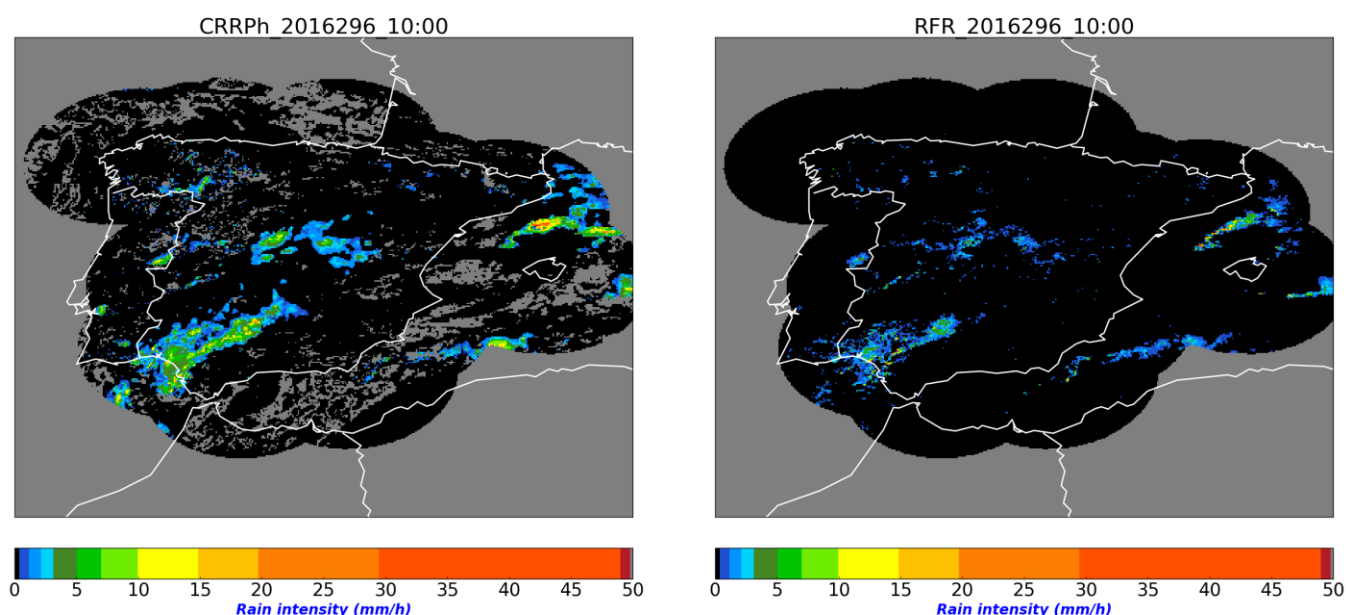 CRRPh_2016296_10:00
RFR_2016296_10:00
0 5 10 15 20 25 30 35 40 45 50
Rain intensity (mm/h)
0 5 10 15 20 25 30 35 40 45 50
Rain intensity (mm/h)